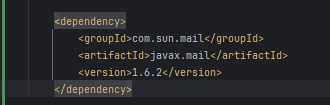 <dependency>
<groupId>com.sun.mail</groupId>
<artifactId>javax.mail</artifactId>
<version>1.6.2</version>
</dependency>